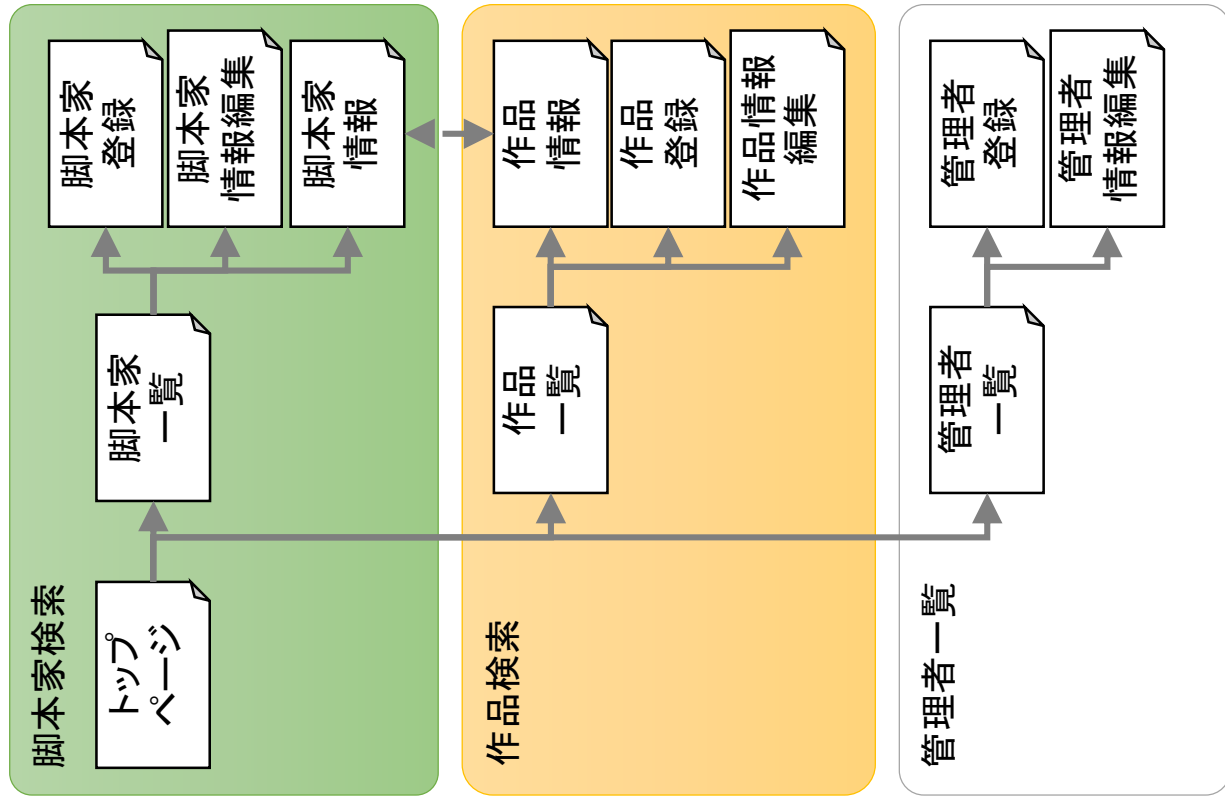 脚本家検索
トップ
ページ
脚本家
一覧
脚本家
登録
脚本家
情報編集
脚本家
情報
作品検索
作品
一覧
作品
情報
作品
登録
作品情報
編集
管理者一覧
管理者
一覧
管理者
登録
管理者
情報編集